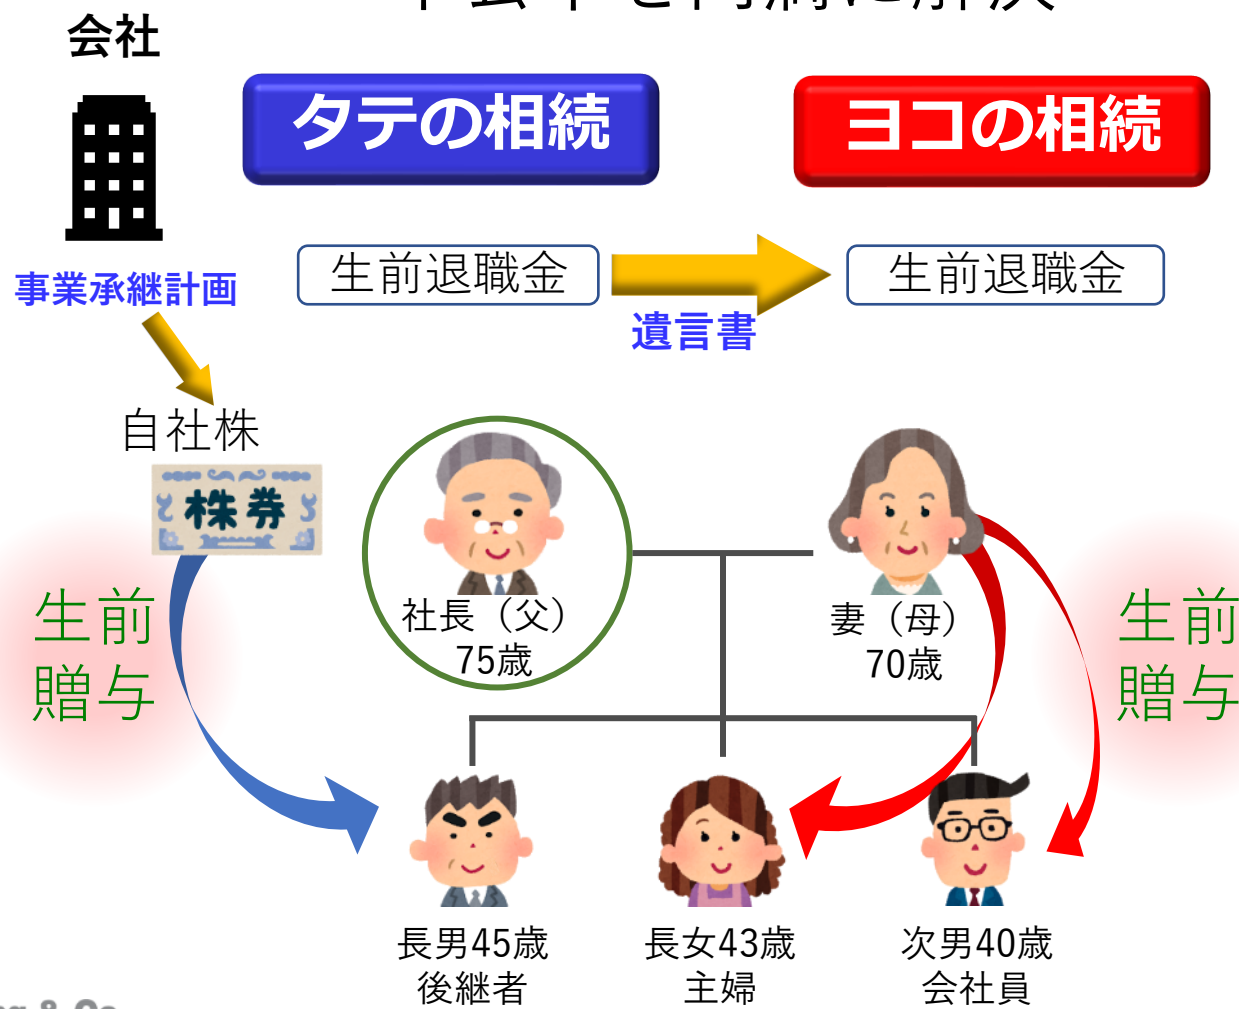 会社
タテの相続
ヨコの相続
生前退職金
生前退職金
遺言書
事業承継計画
自社株
株券
生前
贈与
社長（父）
75歳
妻（母）
70歳
生前
贈与
長男45歳
後継者
長女43歳
主婦
次男40歳
会社員